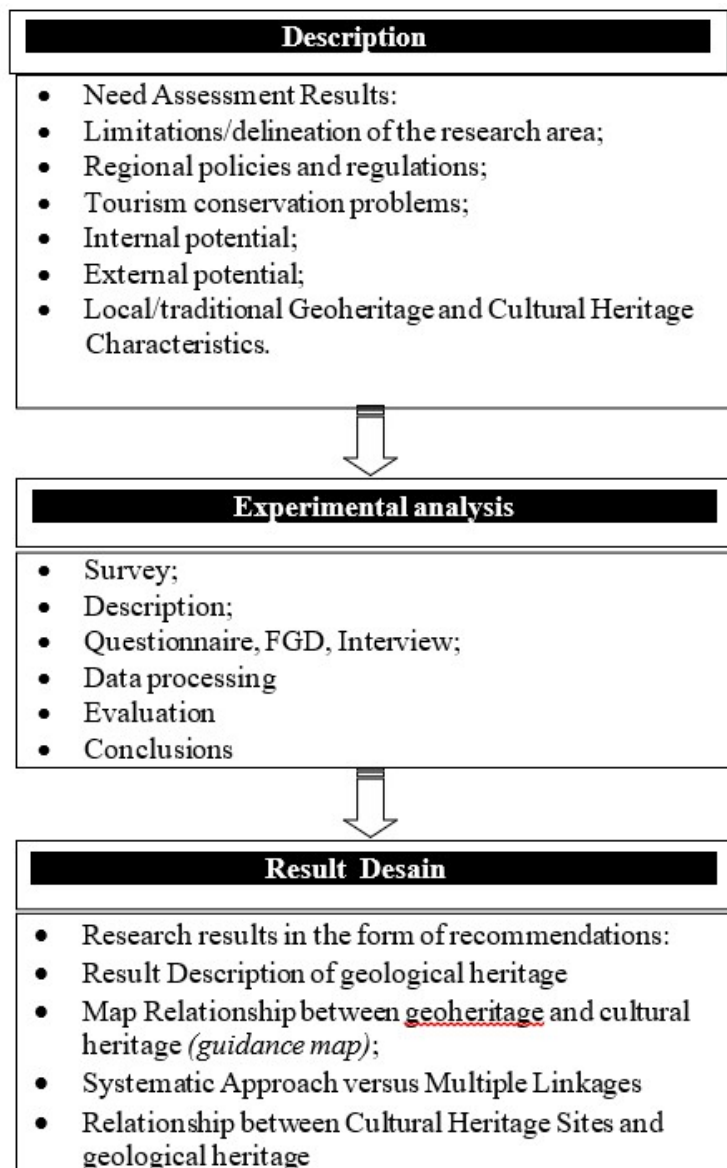 Description
• Need Assessment Results:
• Limitations/delineation of the research area;
• Regional policies and regulations;
• Tourism conservation problems;
• Internal potential;
• External potential;
• Local/traditional Geoheritage and Cultural Heritage
Characteristics.
Experimental analysis
• Survey;
• Description;
• Questionnaire, FGD, Interview;
• Data processing
• Evaluation
• Conclusions
Result Desain
• Research results in the form of recommendations:
• Result Description of geological heritage
• Map Relationship between geoheritage and cultural
heritage (guidance map);
• Systematic Approach versus Multiple Linkages
• Relationship between Cultural Heritage Sites and
geological heritage